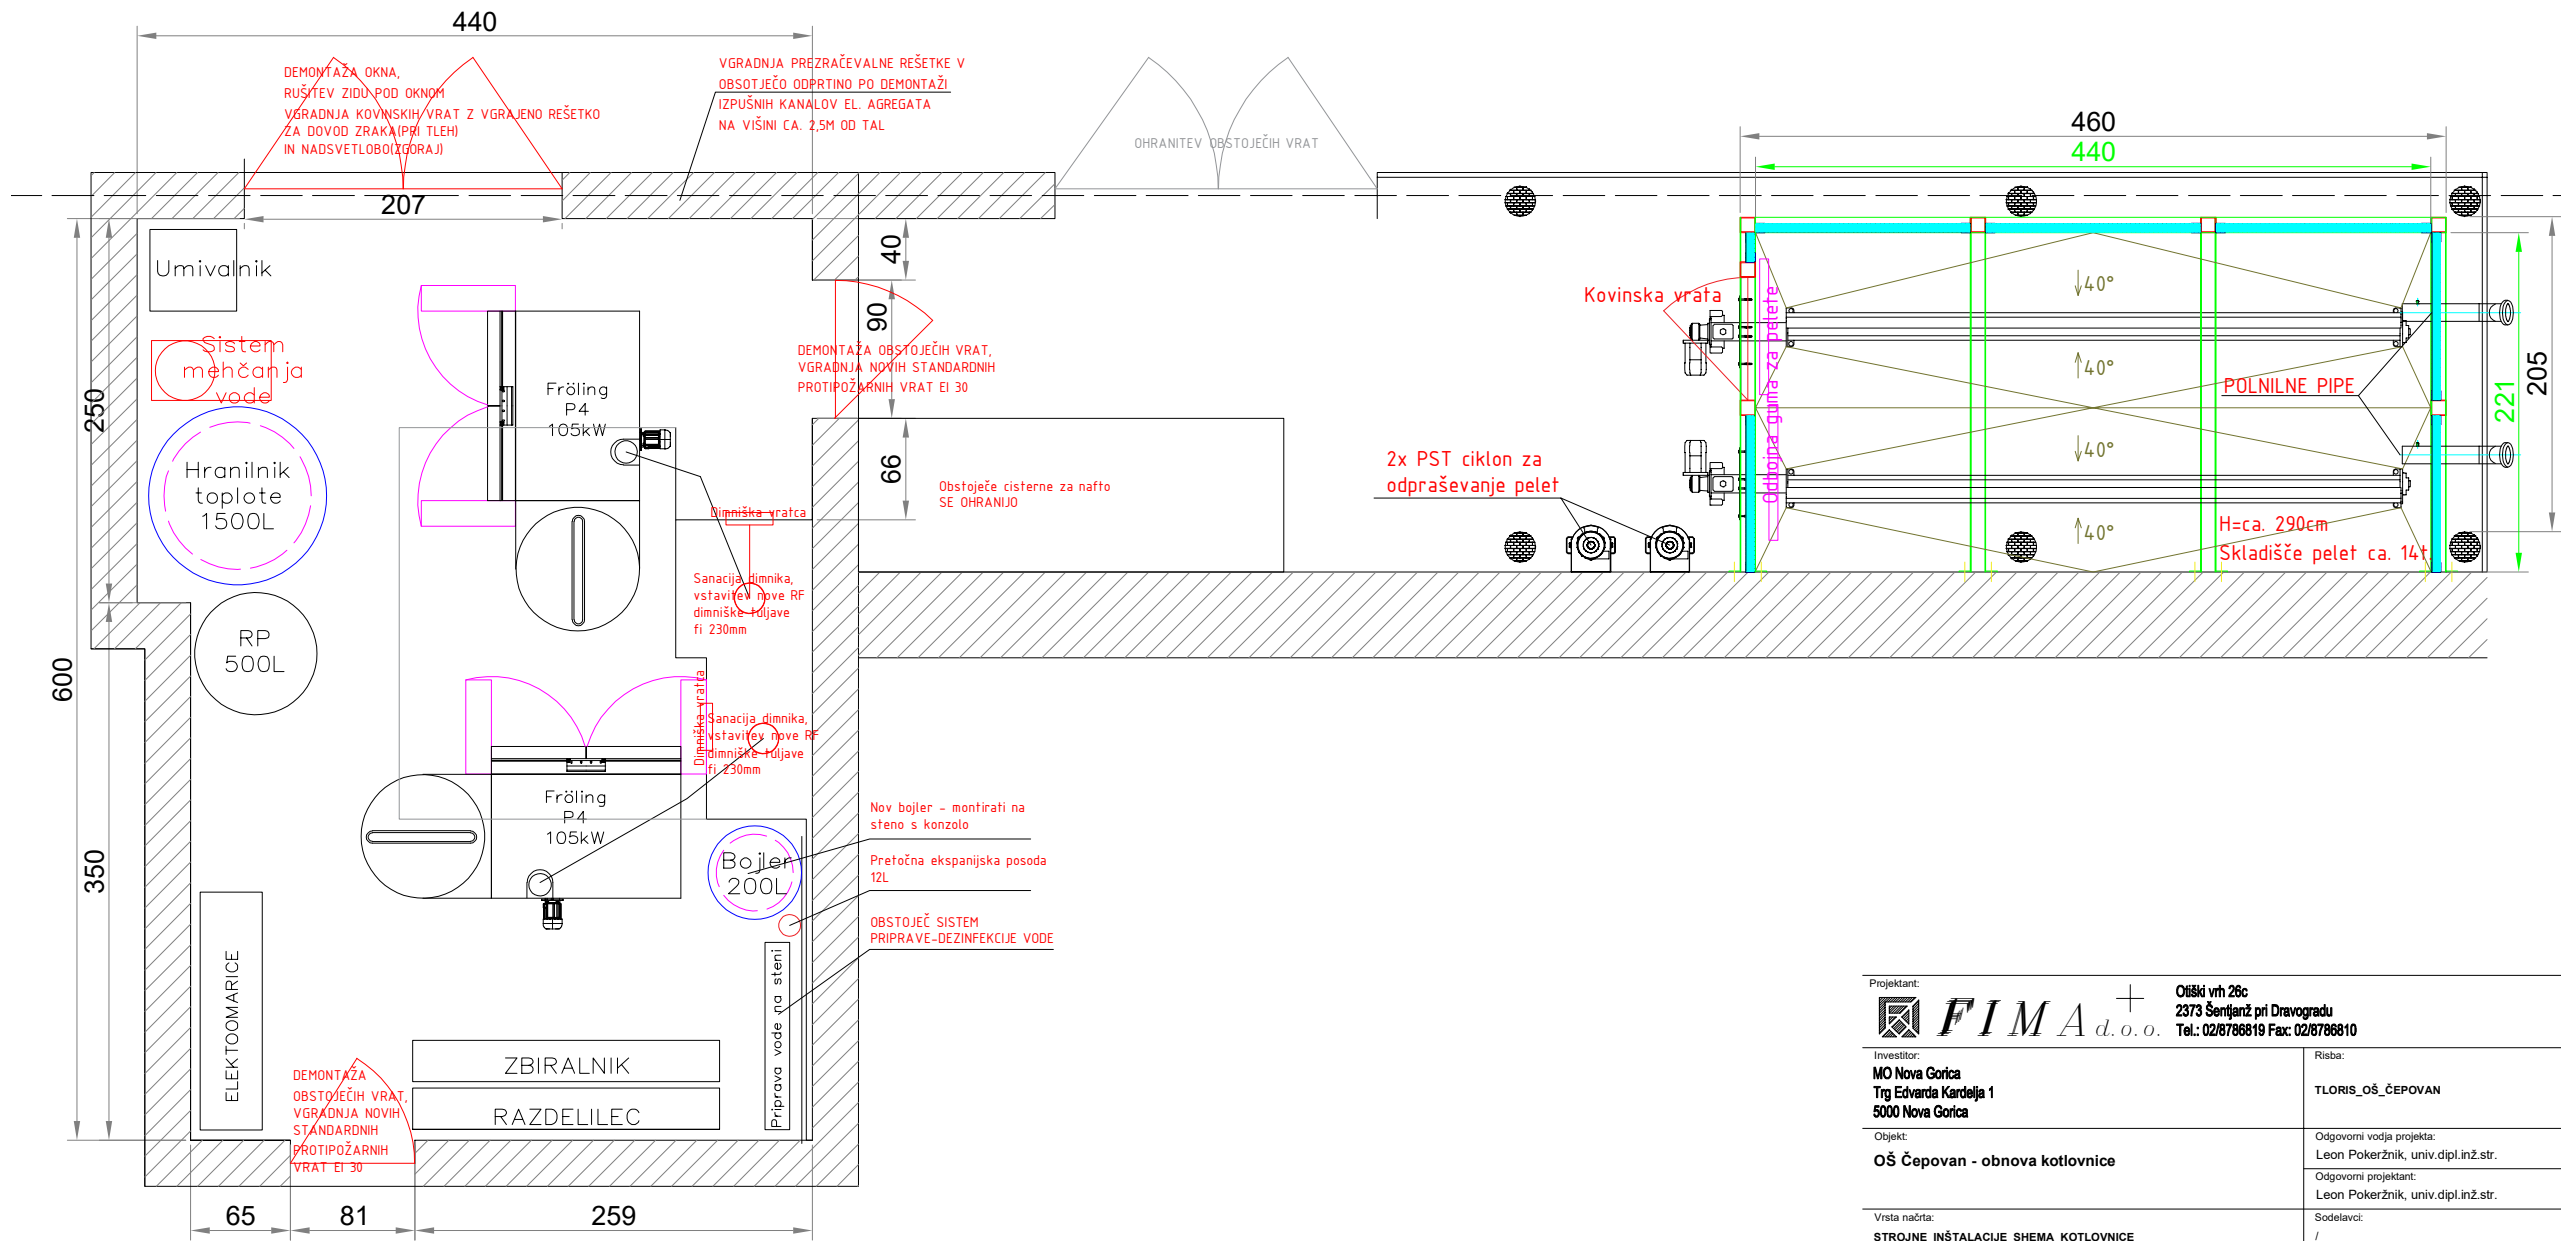 440
DEMONTAŽA OKNA,
RUŠITEV ZIDU POD OKNOM
VGRADNJA KOVINSKIH VRAT Z VGRAJENO REŠETKO
ZA DOVOD ZRAKA(PRI TLEH)
IN NADSVETLOBO(ZGORAJ)
VGRADNJA PREZRAČEVALNE REŠETKE V
OBSOTJEČO ODPRTINO PO DEMONTAŽI
IZPUŠNIH KANALOV EL. AGREGATA
NA VIŠINI CA. 2,5M OD TAL
OHRANITEV OBSTOJEČIH VRAT
460
440
207
40
90
66
250
600
350
Umivalnik
Sistem
mehčanja
vode
Hranilnik
toplote
1500L
RP
500L
Fröling
P4
105kW
DEMONTAŽA OBSTOJEČIH VRAT,
VGRADNJA NOVIH STANDARDNIH
PROTIPOŽARNIH VRAT EI 30
Obstoječe cisterne za nafto
SE OHRANIJO
Dimniška vratca
Sanacija dimnika,
vstavitev nove RF
dimniške tuljave
fi 230mm
Dimniška vratca
Sanacija dimnika,
vstavitev nove RF
dimniške tuljave
fi 230mm
Fröling
P4
105kW
Bojler
200L
Nov bojler - montirati na
steno s konzolo
Pretočna ekspanijska posoda
12L
OBSTOJEČ SISTEM
PRIPRAVE-DEZINFEKCIJE VODE
Priprava vode na steni
ELEKTOOMARICE
ZBIRALNIK
RAZDELILEC
DEMONTAŽA
OBSTOJEČIH VRAT,
VGRADNJA NOVIH
STANDARDNIH
PROTIPOŽARNIH
VRAT EI 30
65
81
259
Kovinska vrata
Odbojna guma za pelete
40°
40°
40°
40°
POLNILNE PIPE
221
205
2x PST ciklon za
odpraševanje pelet
H=ca. 290cm
Skladišče pelet ca. 14t.
Projektant:
FIMA+ d.o.o.
Otiški vrh 26c
2373 Šentjanž pri Dravogradu
Tel.: 02/8786819 Fax: 02/8786810
Investitor:
MO Nova Gorica
Trg Edvarda Kardelja 1
5000 Nova Gorica
Risba:
TLORIS_OŠ_ČEPOVAN
Objekt:
OŠ Čepovan - obnova kotlovnice
Odgovorni vodja projekta:
Leon Pokeržnik, univ.dipl.inž.str.
Odgovorni projektant:
Leon Pokeržnik, univ.dipl.inž.str.
Vrsta načrta:
STROJNE INŠTALACIJE SHEMA KOTLOVNICE
Sodelavci:
/